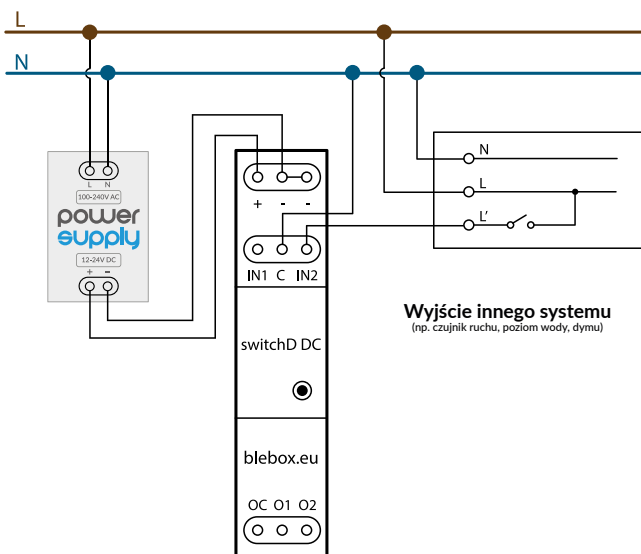 L
N
L N
100-240V AC
power
supply
12-24V DC
+ -
+ - -
IN1 C IN2
switchD DC
blebox.eu
OC O1 O2
N
L
L'
Wyjście innego systemu
(np. czujnik ruchu, poziom wody, dymu)